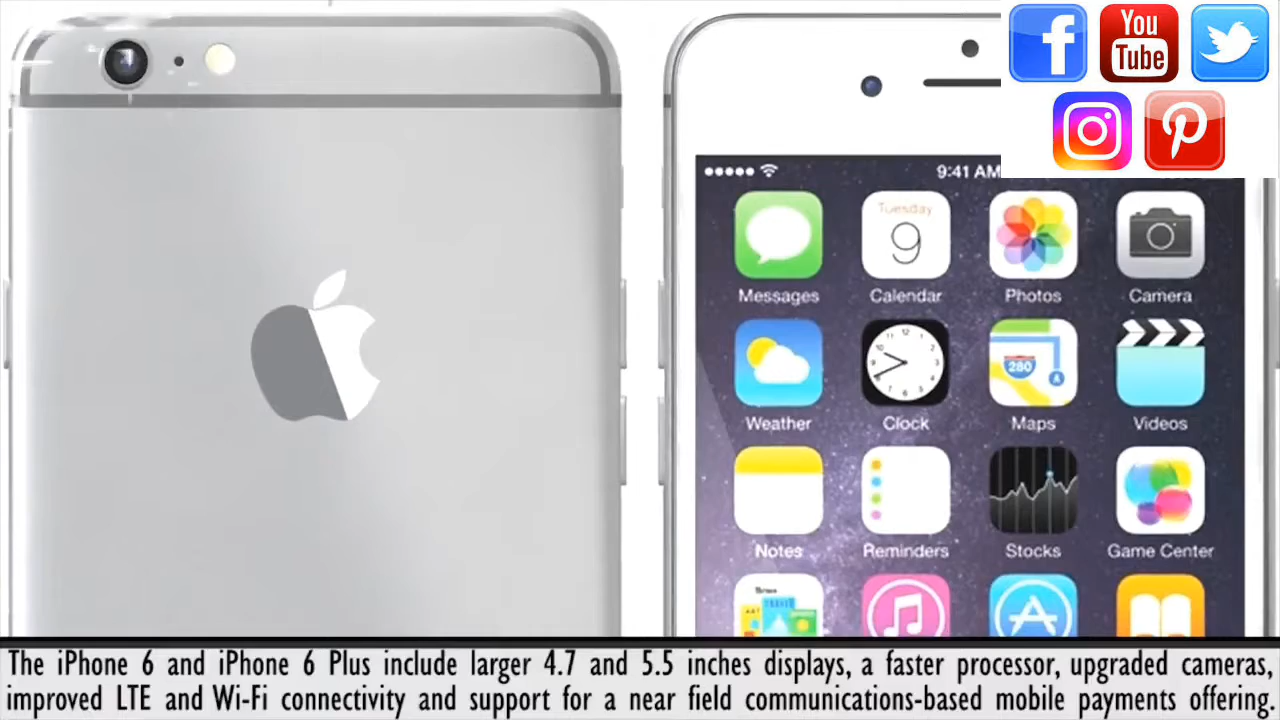 You
Tube
9:41 AM
Tuesday
9
Messages Calendar Photos Camera
280
Weather Clock Maps Videos
Notes Reminders Stocks Game Center
The iPhone 6 and iPhone 6 Plus include larger 4.7 and 5.5 inches displays, a faster processor, upgraded cameras,
improved LTE and Wi-Fi connectivity and support for a near field communications-based mobile payments offering.